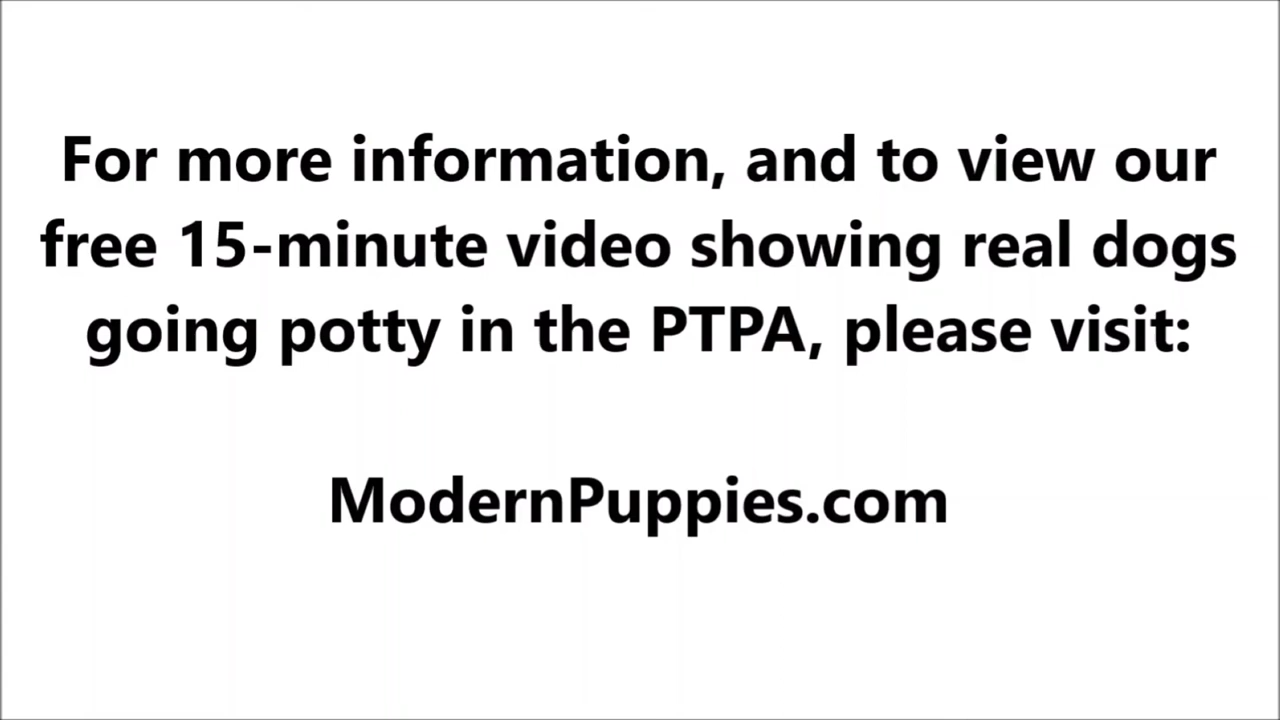 For more information, and to view our
free 15-minute video showing real dogs
going potty in the PTPA, please visit:
ModernPuppies.com